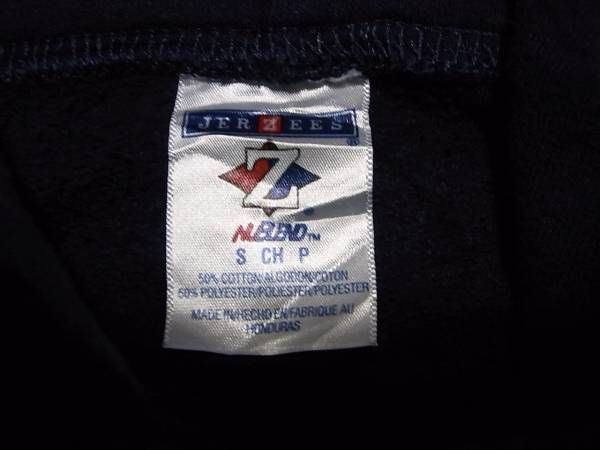 JERZEES
®
Z
®
NUBLEND™
S CH P
50% COTTON/ALGODON/COTON
50% POLYESTER/POLIESTER/POLYESTER
MADE IN/HECHO EN/FABRIQUE AU
HONDURAS